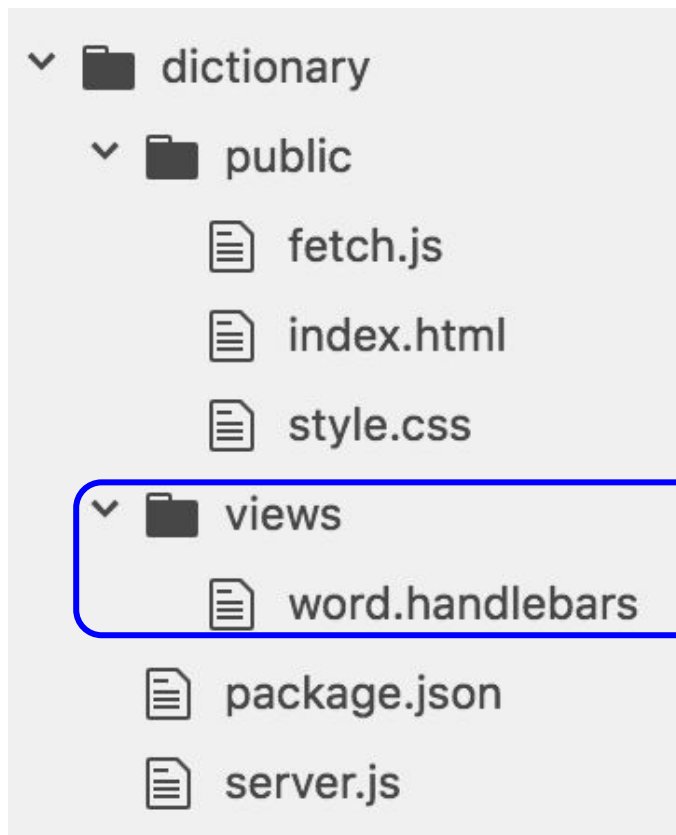 dictionary
public
fetch.js
index.html
style.css
views
word.handlebars
package.json
server.js